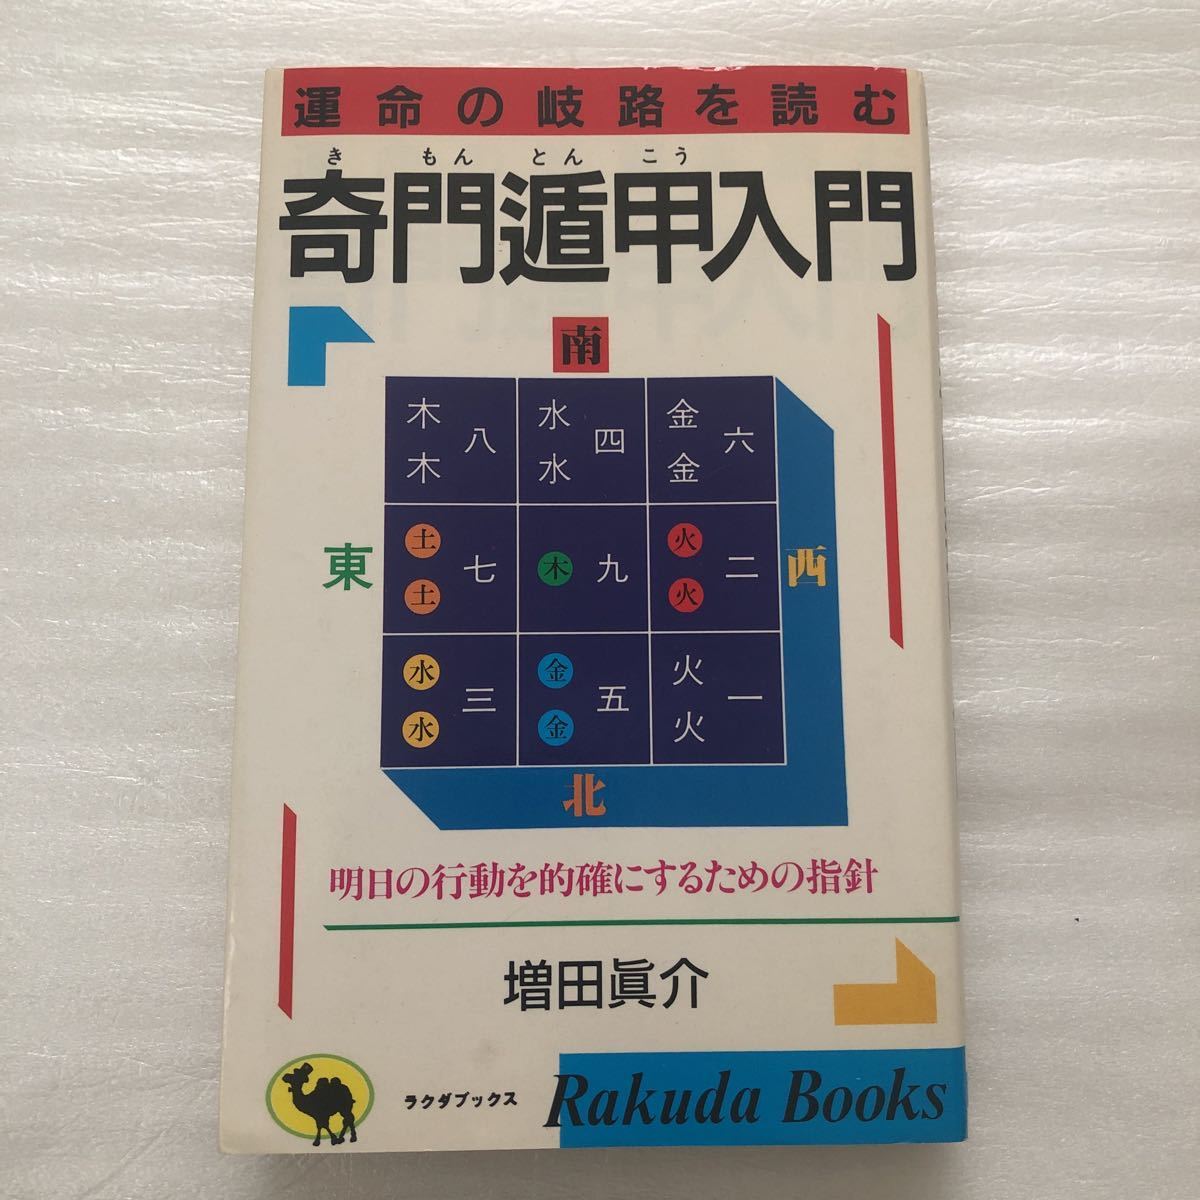 運命の岐路を読む
き もん とん こう
奇門遁甲入門
南
木 木 八 水 水 四 金 金 六
東 土 土 七 木 九 火 火 二 西
水 水 三 金 金 五 火 火 一
北
明日の行動を的確にするための指針
増田眞介
ラクダブックス Rakuda Books